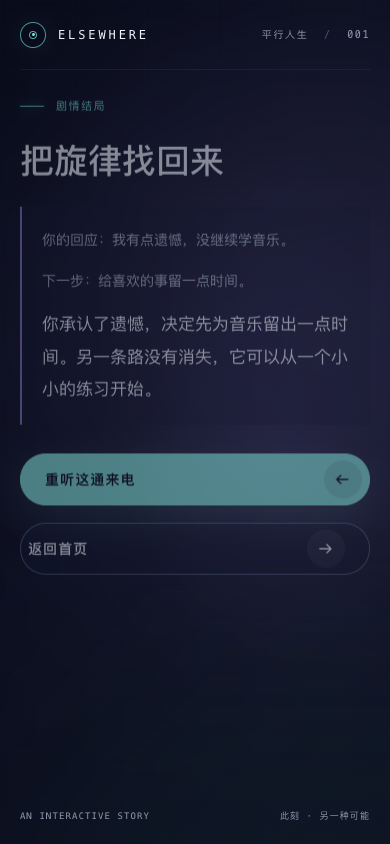 ELSEWHERE
平行人生 / 001
剧情结局
把旋律找回来
你的回应：我有点遗憾，没继续学音乐。
下一步：给喜欢的事留一点时间。
你承认了遗憾，决定先为音乐留出一点时
间。另一条路没有消失，它可以从一个小
小的练习开始。
重听这通来电
返回首页
AN INTERACTIVE STORY
此刻 · 另一种可能